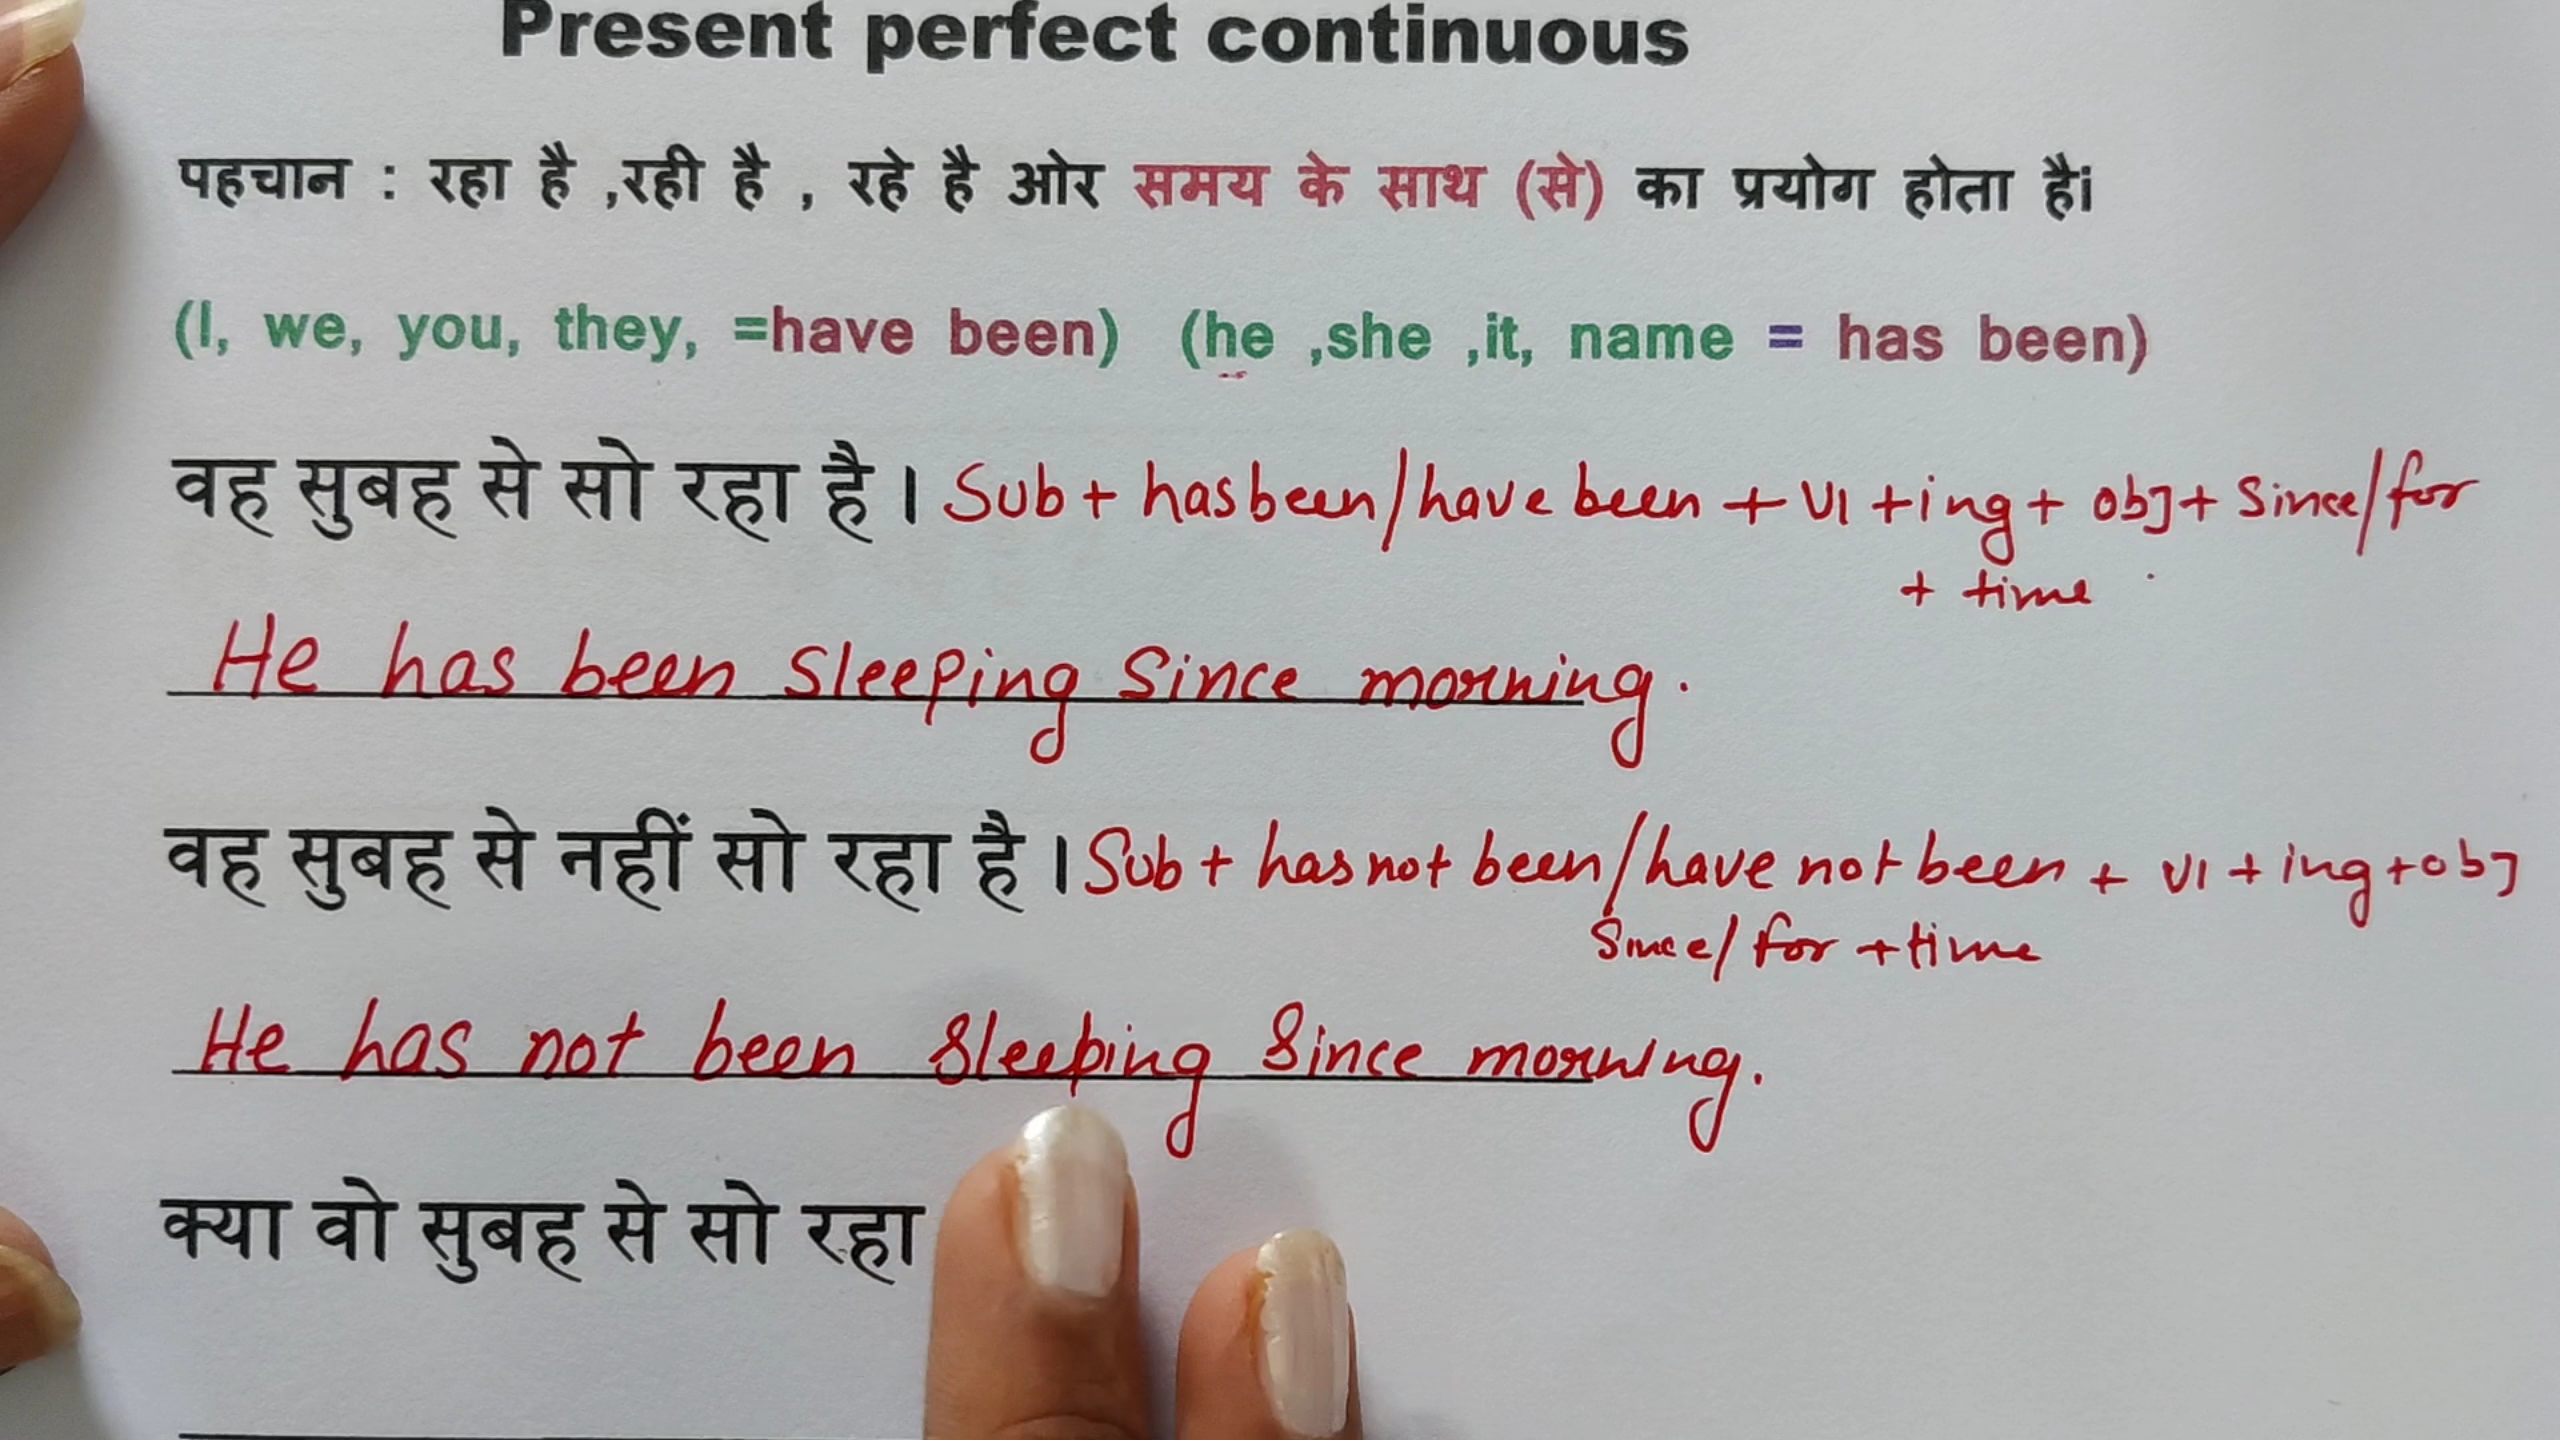 Present perfect continuous
पहचान : रहा है ,रही है , रहे है ओर समय के साथ (से) का प्रयोग होता हैi
(I, we, you, they, =have been) (he ,she ,it, name = has been)
वह सुबह से सो रहा है । Sub + has been/have been + V1 + ing + obj + Since/for
+ time
He has been Sleeping Since morning.
वह सुबह से नहीं सो रहा है । Sub + has not been/have not been + V1 + ing + obj
Since/for + time
He has not been Sleeping Since morning.
क्या वो सुबह से सो रहा